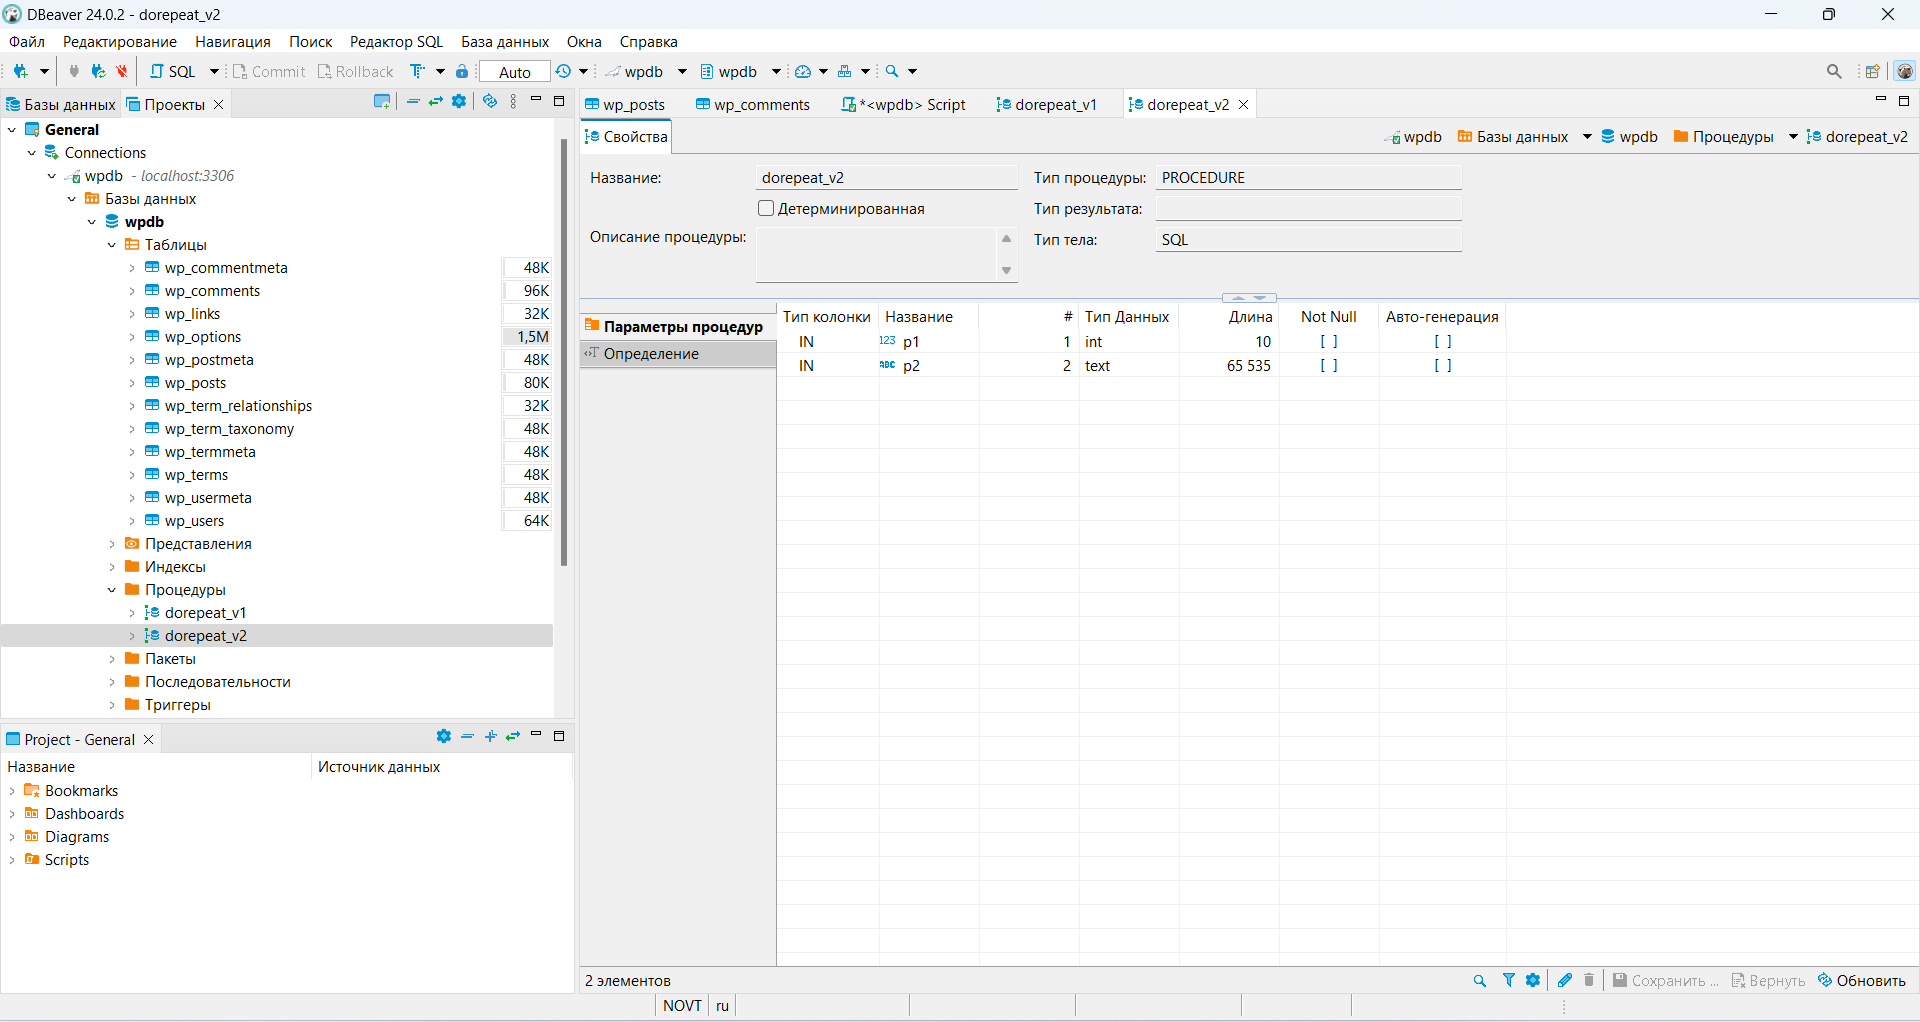 DBeaver 24.0.2 - dorepeat_v2
Файл Редактирование Навигация Поиск Редактор SQL База данных Окна Справка
SQL Commit Rollback Auto wpdb wpdb
Базы данных Проекты
General
Connections
wpdb - localhost:3306
Базы данных
wpdb
Таблицы
wp_commentmeta 48K
wp_comments 96K
wp_links 32K
wp_options 1,5M
wp_postmeta 48K
wp_posts 80K
wp_term_relationships 32K
wp_term_taxonomy 48K
wp_termmeta 48K
wp_terms 48K
wp_usermeta 48K
wp_users 64K
Представления
Индексы
Процедуры
dorepeat_v1
dorepeat_v2
Пакеты
Последовательности
Триггеры
Project - General
Название Источник данных
Bookmarks
Dashboards
Diagrams
Scripts
wp_posts wp_comments *<wpdb> Script dorepeat_v1 dorepeat_v2
Свойства wpdb Базы данных wpdb Процедуры dorepeat_v2
Название: dorepeat_v2 Тип процедуры: PROCEDURE
Детерминированная Тип результата:
Описание процедуры: Тип тела: SQL
Параметры процедур
Определение
Тип колонки Название # Тип Данных Длина Not Null Авто-генерация
IN 123 p1 1 int 10 [ ] [ ]
IN ABC p2 2 text 65 535 [ ] [ ]
2 элементов Сохранить ... Вернуть Обновить
NOVT ru